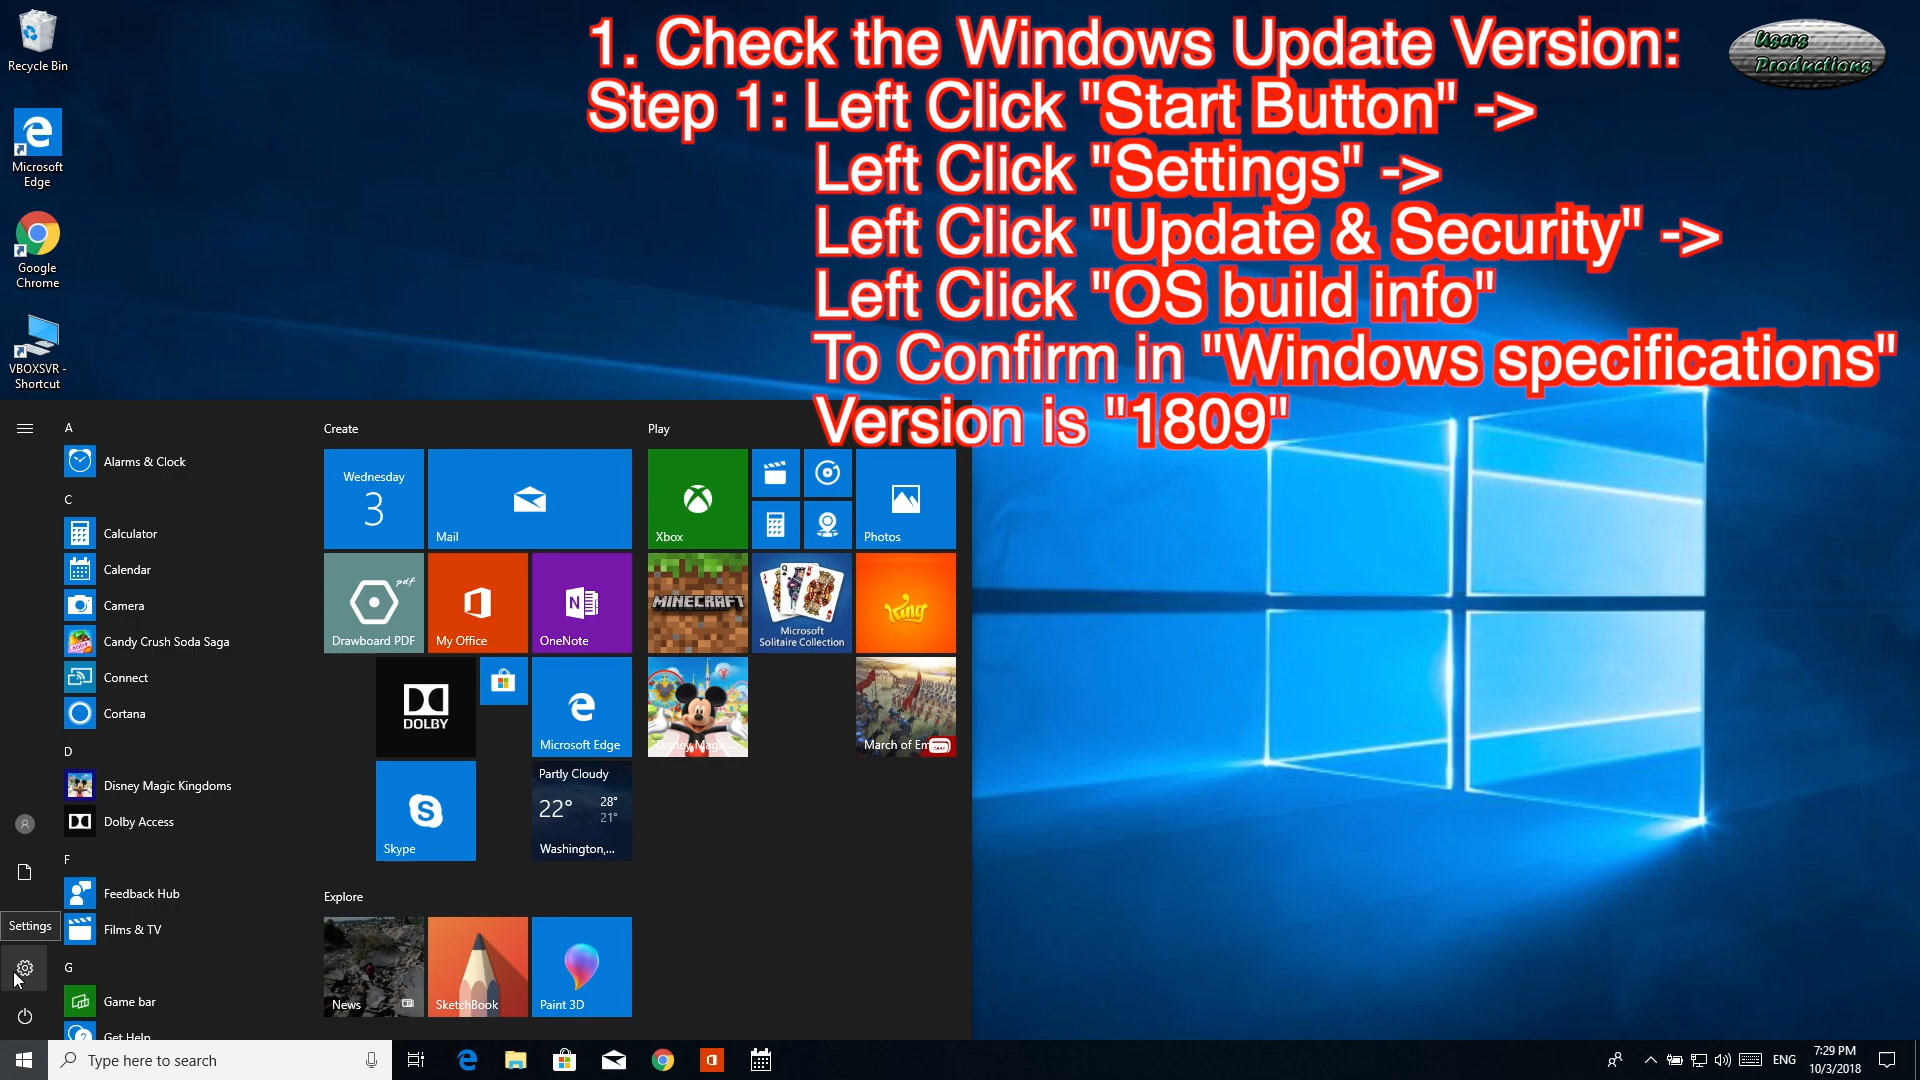 1. Check the Windows Update Version:
Step 1: Left Click "Start Button" ->
Left Click "Settings" ->
Left Click "Update & Security" ->
Left Click "OS build info"
To Confirm in "Windows specifications"
Version is "1809"
Users
Productions
Recycle Bin
Microsoft
Edge
Google
Chrome
VBOXSVR -
Shortcut
A
Alarms & Clock
C
Calculator
Calendar
Camera
Candy Crush Soda Saga
Connect
Cortana
D
Disney Magic Kingdoms
Dolby Access
F
Feedback Hub
Films & TV
Settings
G
Game bar
Get Help
Create
Wednesday
3
Mail
pdf
Drawboard PDF
My Office
OneNote
DOLBY
Microsoft Edge
Skype
Partly Cloudy
22° 28°
21°
Washington,...
Explore
News
SketchBook
Paint 3D
Play
Xbox
Photos
MINECRAFT
Microsoft
Solitaire Collection
King
Disney Magic...
March of Em
Type here to search
ENG
7:29 PM
10/3/2018